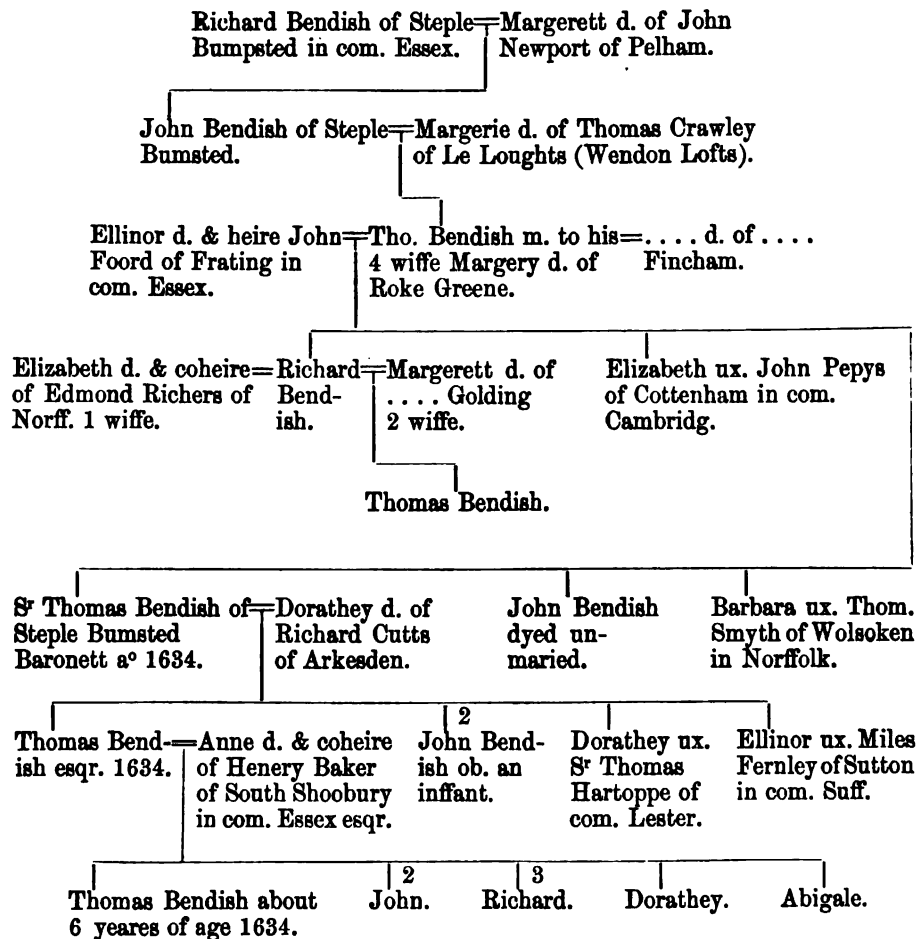 Richard Bendish of Steple=Margerett d. of John
Bumpsted in com. Essex. Newport of Pelham.
John Bendish of Steple=Margerie d. of Thomas Crawley
Bumsted. of Le Loughts (Wendon Lofts).
Ellinor d. & heire John=Tho. Bendish m. to his=. . . . d. of . . . .
Foord of Frating in 4 wiffe Margery d. of Fincham.
com. Essex. Roke Greene.
Elizabeth d. & coheire=Richard=Margerett d. of Elizabeth ux. John Pepys
of Edmond Richers of Bend- . . . . Golding of Cottenham in com.
Norff. 1 wiffe. ish. 2 wiffe. Cambridg.
Thomas Bendish.
Sr Thomas Bendish of=Dorathey d. of John Bendish Barbara ux. Thom.
Steple Bumsted Richard Cutts dyed un- Smyth of Wolsoken
Baronett ao 1634. of Arkesden. maried. in Norffolk.
2
Thomas Bend-=Anne d. & coheire John Bend- Dorathey ux. Ellinor ux. Miles
ish esqr. 1634. of Henery Baker ish ob. an Sr Thomas Fernley of Sutton
of South Shoobury inffant. Hartoppe of in com. Suff.
in com. Essex esqr. com. Lester.
2 3
Thomas Bendish about John. Richard. Dorathey. Abigale.
6 yeares of age 1634.